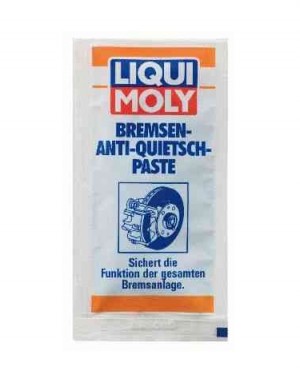 LIQUI
MOLY
BREMSEN-
ANTI-QUIETSCH-
PASTE
Sichert die
Funktion der gesamten
Bremsanlage.